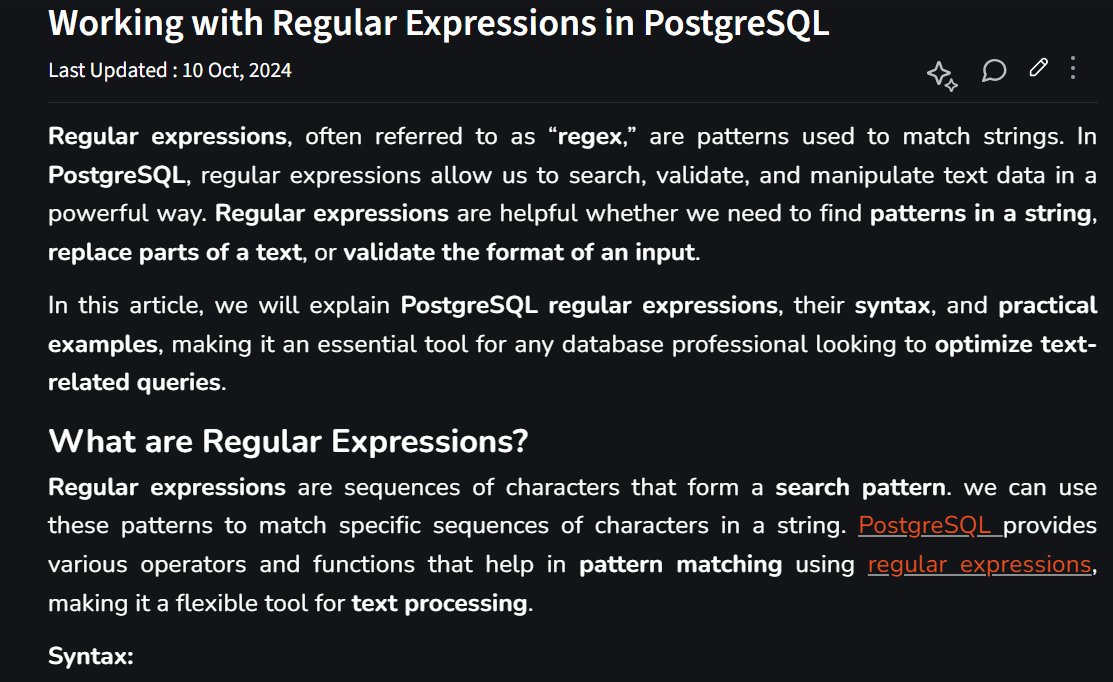 Working with Regular Expressions in PostgreSQL
Last Updated : 10 Oct, 2024
Regular expressions, often referred to as “regex,” are patterns used to match strings. In
PostgreSQL, regular expressions allow us to search, validate, and manipulate text data in a
powerful way. Regular expressions are helpful whether we need to find patterns in a string,
replace parts of a text, or validate the format of an input.
In this article, we will explain PostgreSQL regular expressions, their syntax, and practical
examples, making it an essential tool for any database professional looking to optimize text-
related queries.
What are Regular Expressions?
Regular expressions are sequences of characters that form a search pattern. we can use
these patterns to match specific sequences of characters in a string. PostgreSQL provides
various operators and functions that help in pattern matching using regular expressions,
making it a flexible tool for text processing.
Syntax: